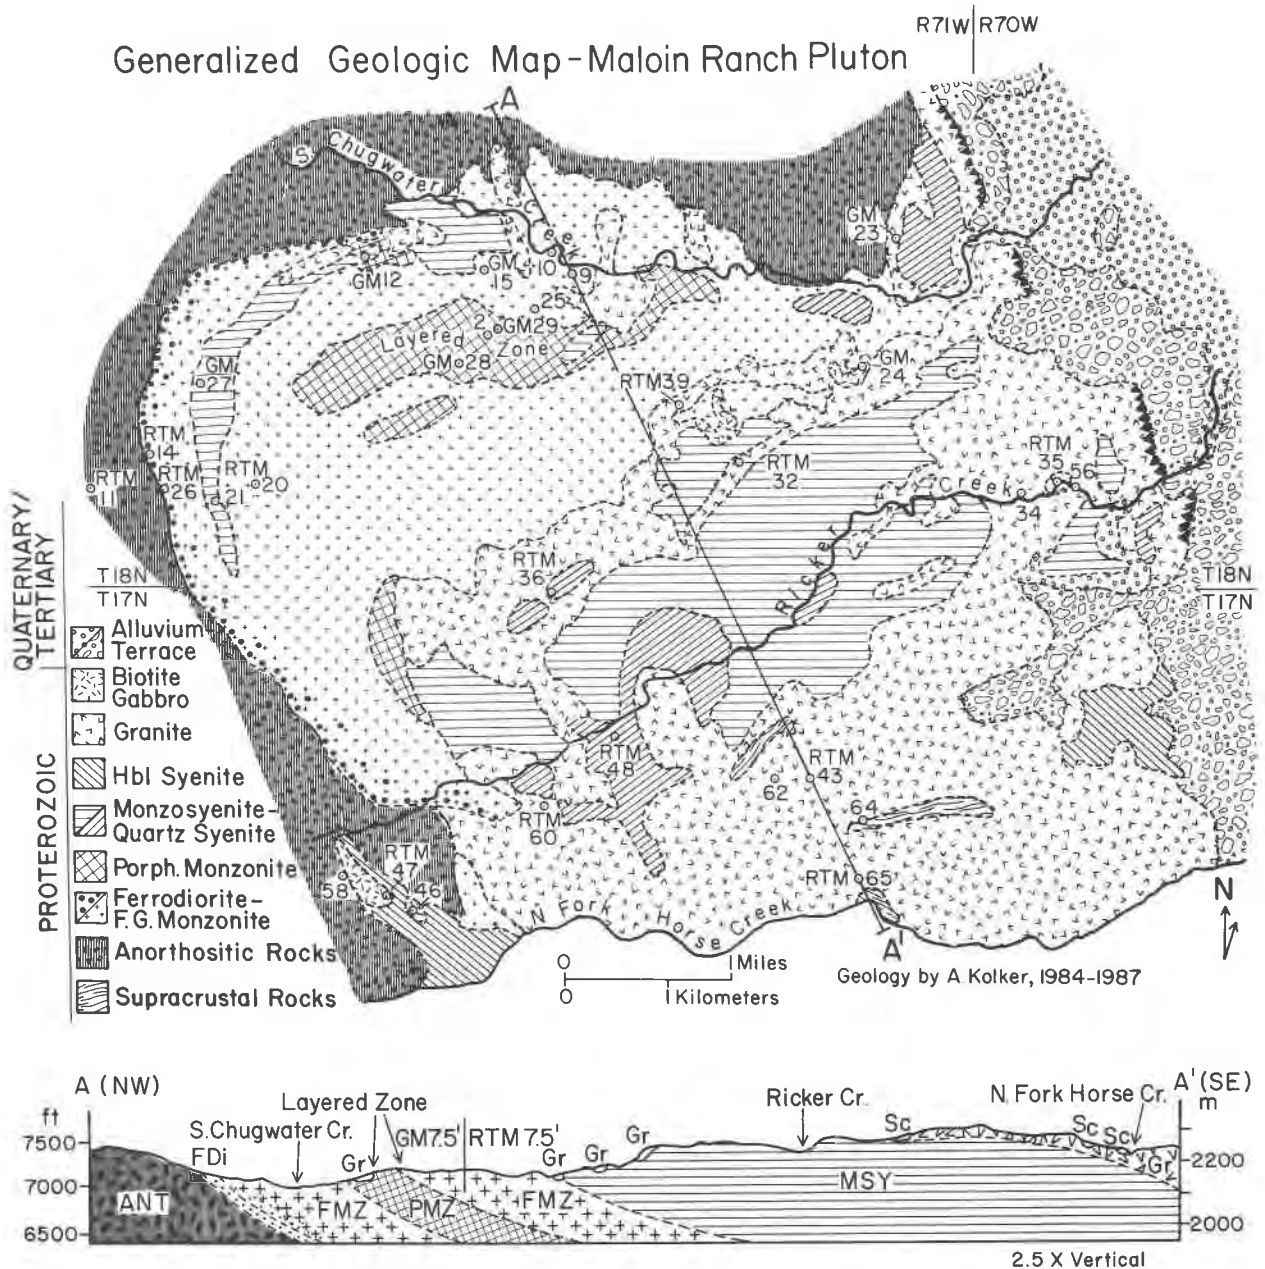 R71W R70W
Generalized Geologic Map - Maloin Ranch Pluton
A
S Chugwater Creek
GM
23
GM12
GM
15
10
9
25
2 GM29
Layered Zone
GM 28
GM
27
RTM39
GM
24
RTM
14
RTM
11
RTM
26
RTM
20
21
RTM
32
RTM
35
56
34
Ricker Creek
RTM
36
T18N
T17N
T18N
T17N
QUATERNARY/
TERTIARY
PROTEROZOIC
Alluvium-
Terrace
Biotite
Gabbro
Granite
Hbl Syenite
Monzosyenite-
Quartz Syenite
Porph. Monzonite
Ferrodiorite-
F.G. Monzonite
Anorthositic Rocks
Supracrustal Rocks
RTM
48
RTM
43
62
64
RTM
60
RTM
47
46
58
RTM 65
N Fork Horse Creek
A'
N
0 1 Miles
0 1 Kilometers
Geology by A. Kolker, 1984-1987
A (NW)
A' (SE)
ft
m
7500
7000
6500
2200
2000
Layered Zone
S. Chugwater Cr.
FDi
GM 7.5' RTM 7.5'
Ricker Cr.
N. Fork Horse Cr.
Gr
Gr
Gr
Gr
Sc
Sc
Sc
Gr
ANT
FMZ
PMZ
FMZ
MSY
2.5 X Vertical